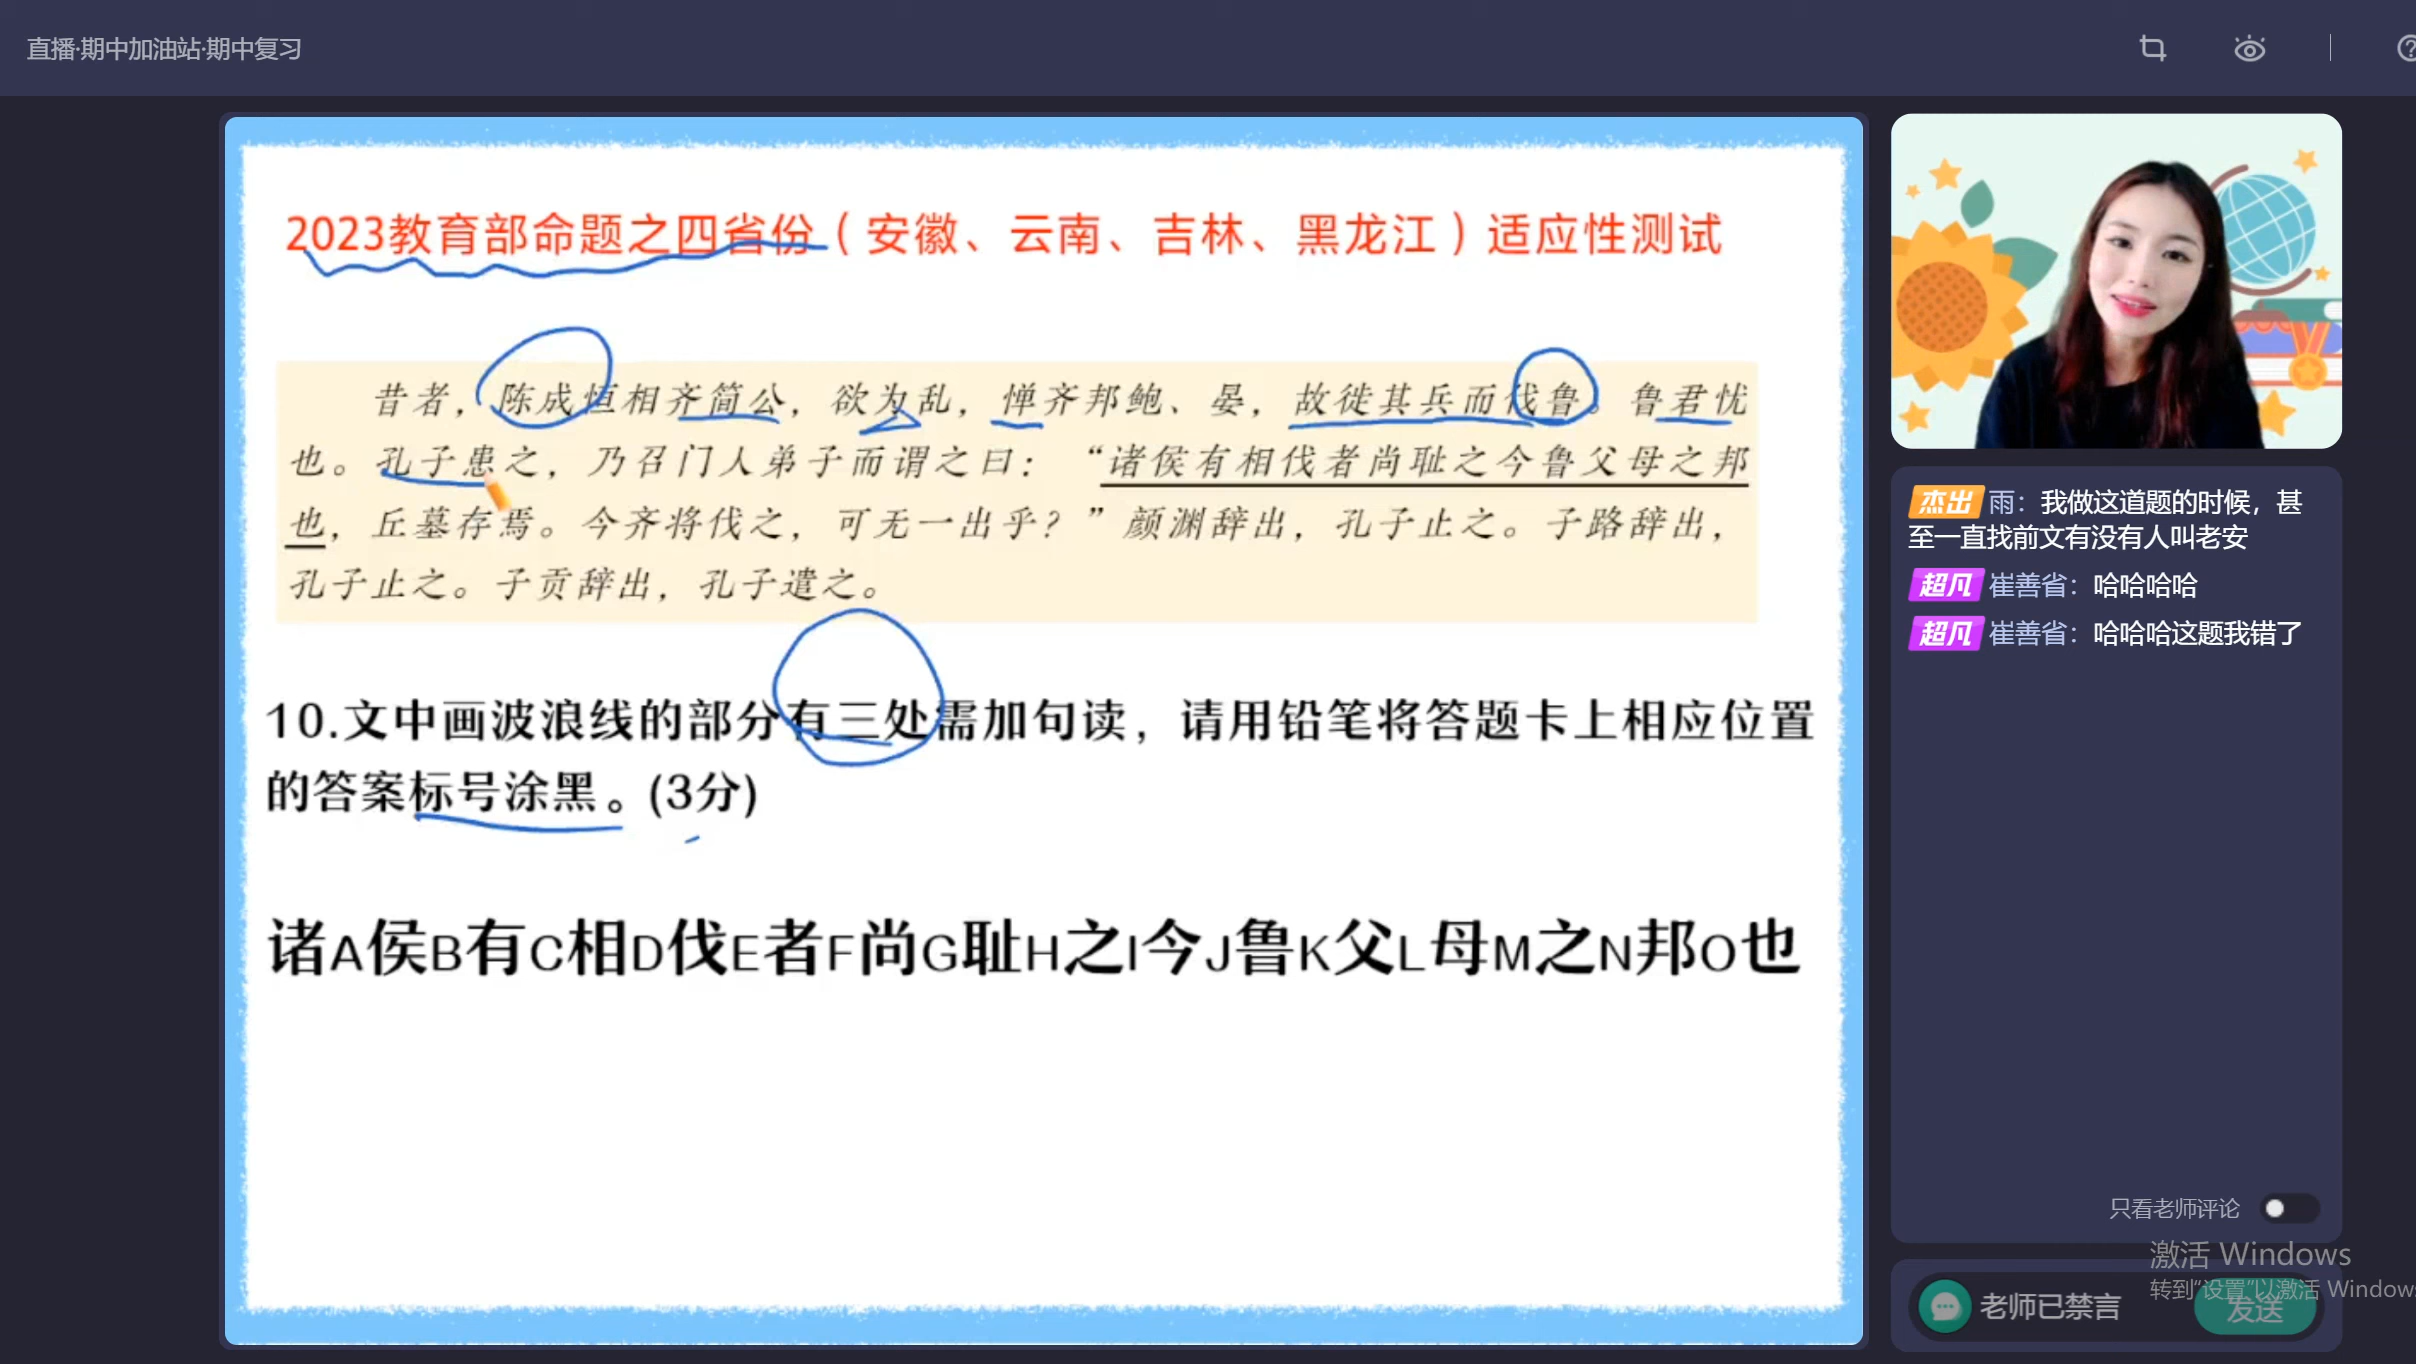 直播·期中加油站·期中复习
2023教育部命题之四省份（安徽、云南、吉林、黑龙江）适应性测试
昔者，陈成恒相齐简公，欲为乱，惮齐邦鲍、晏，故徙其兵而伐鲁。鲁君忧
也。孔子患之，乃召门人弟子而谓之曰：“诸侯有相伐者尚耻之今鲁父母之邦
也，丘墓存焉。今齐将伐之，可无一出乎？”颜渊辞出，孔子止之。子路辞出，
孔子止之。子贡辞出，孔子遣之。
10.文中画波浪线的部分有三处需加句读，请用铅笔将答题卡上相应位置
的答案标号涂黑。(3分)
诸A侯B有C相D伐E者F尚G耻H之I今J鲁K父L母M之N邦O也
杰出 雨：我做这道题的时候，甚
至一直找前文有没有人叫老安
超凡 崔善省：哈哈哈哈
超凡 崔善省：哈哈哈这题我错了
只看老师评论
激活 Windows
转到“设置”以激活 Windows
老师已禁言
发送